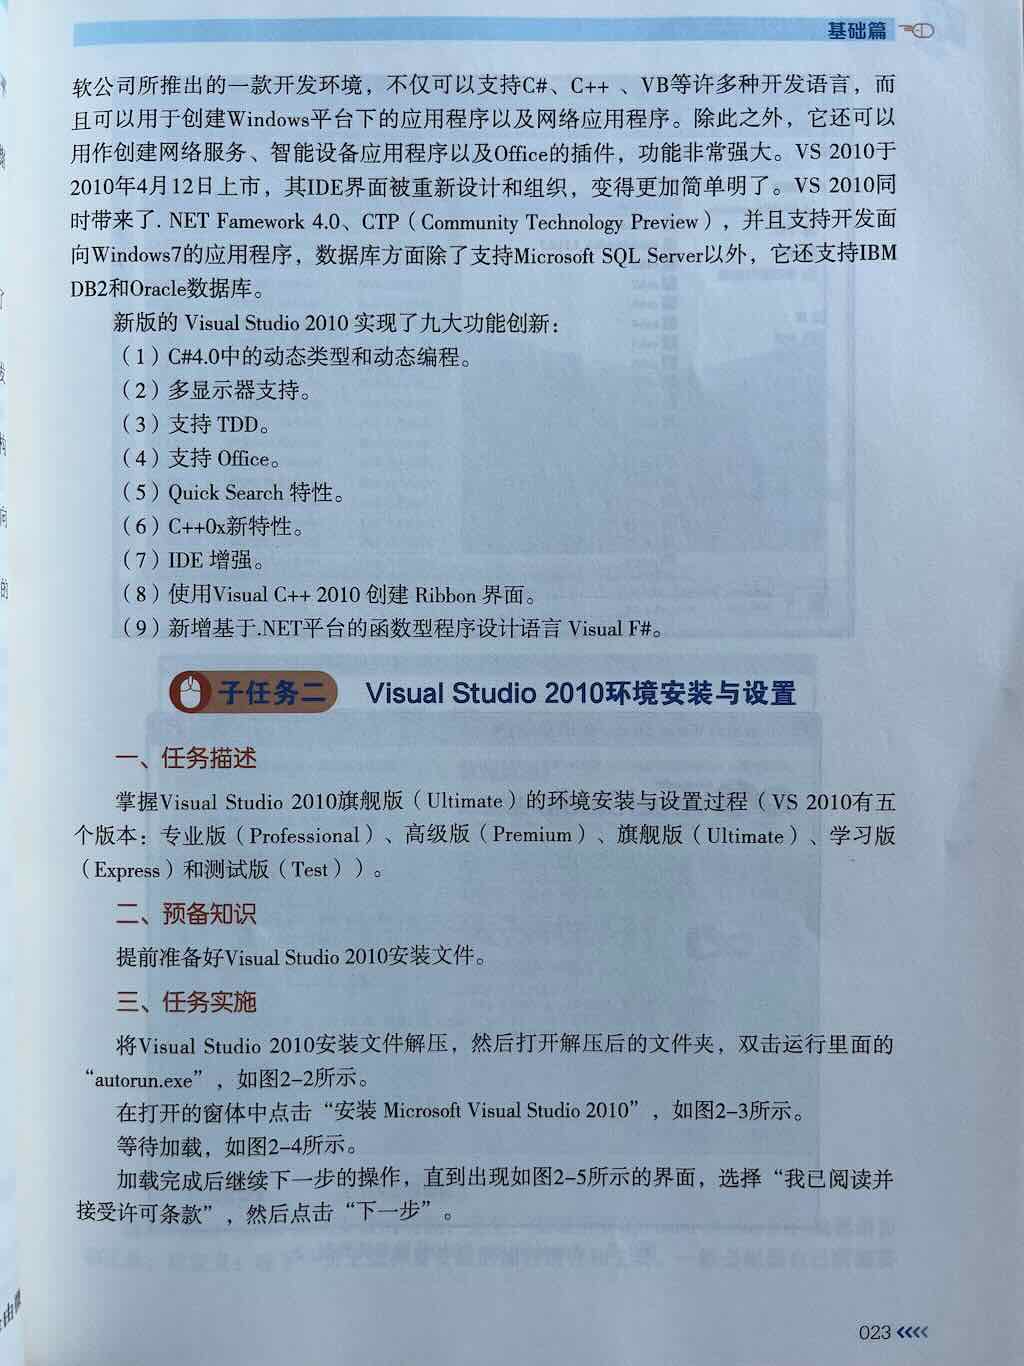 基础篇
软公司所推出的一款开发环境，不仅可以支持C#、C++ 、VB等许多种开发语言，而
且可以用于创建Windows平台下的应用程序以及网络应用程序。除此之外，它还可以
用作创建网络服务、智能设备应用程序以及Office的插件，功能非常强大。VS 2010于
2010年4月12日上市，其IDE界面被重新设计和组织，变得更加简单明了。VS 2010同
时带来了. NET Famework 4.0、CTP（Community Technology Preview），并且支持开发面
向Windows7的应用程序，数据库方面除了支持Microsoft SQL Server以外，它还支持IBM
DB2和Oracle数据库。
新版的 Visual Studio 2010 实现了九大功能创新：
（1）C#4.0中的动态类型和动态编程。
（2）多显示器支持。
（3）支持 TDD。
（4）支持 Office。
（5）Quick Search 特性。
（6）C++0x新特性。
（7）IDE 增强。
（8）使用Visual C++ 2010 创建 Ribbon 界面。
（9）新增基于.NET平台的函数型程序设计语言 Visual F#。
子任务二 Visual Studio 2010环境安装与设置
一、任务描述
掌握Visual Studio 2010旗舰版（Ultimate）的环境安装与设置过程（VS 2010有五
个版本：专业版（Professional）、高级版（Premium）、旗舰版（Ultimate）、学习版
（Express）和测试版（Test））。
二、预备知识
提前准备好Visual Studio 2010安装文件。
三、任务实施
将Visual Studio 2010安装文件解压，然后打开解压后的文件夹，双击运行里面的
“autorun.exe”，如图2-2所示。
在打开的窗体中点击“安装 Microsoft Visual Studio 2010”，如图2-3所示。
等待加载，如图2-4所示。
加载完成后继续下一步的操作，直到出现如图2-5所示的界面，选择“我已阅读并
接受许可条款”，然后点击“下一步”。
023